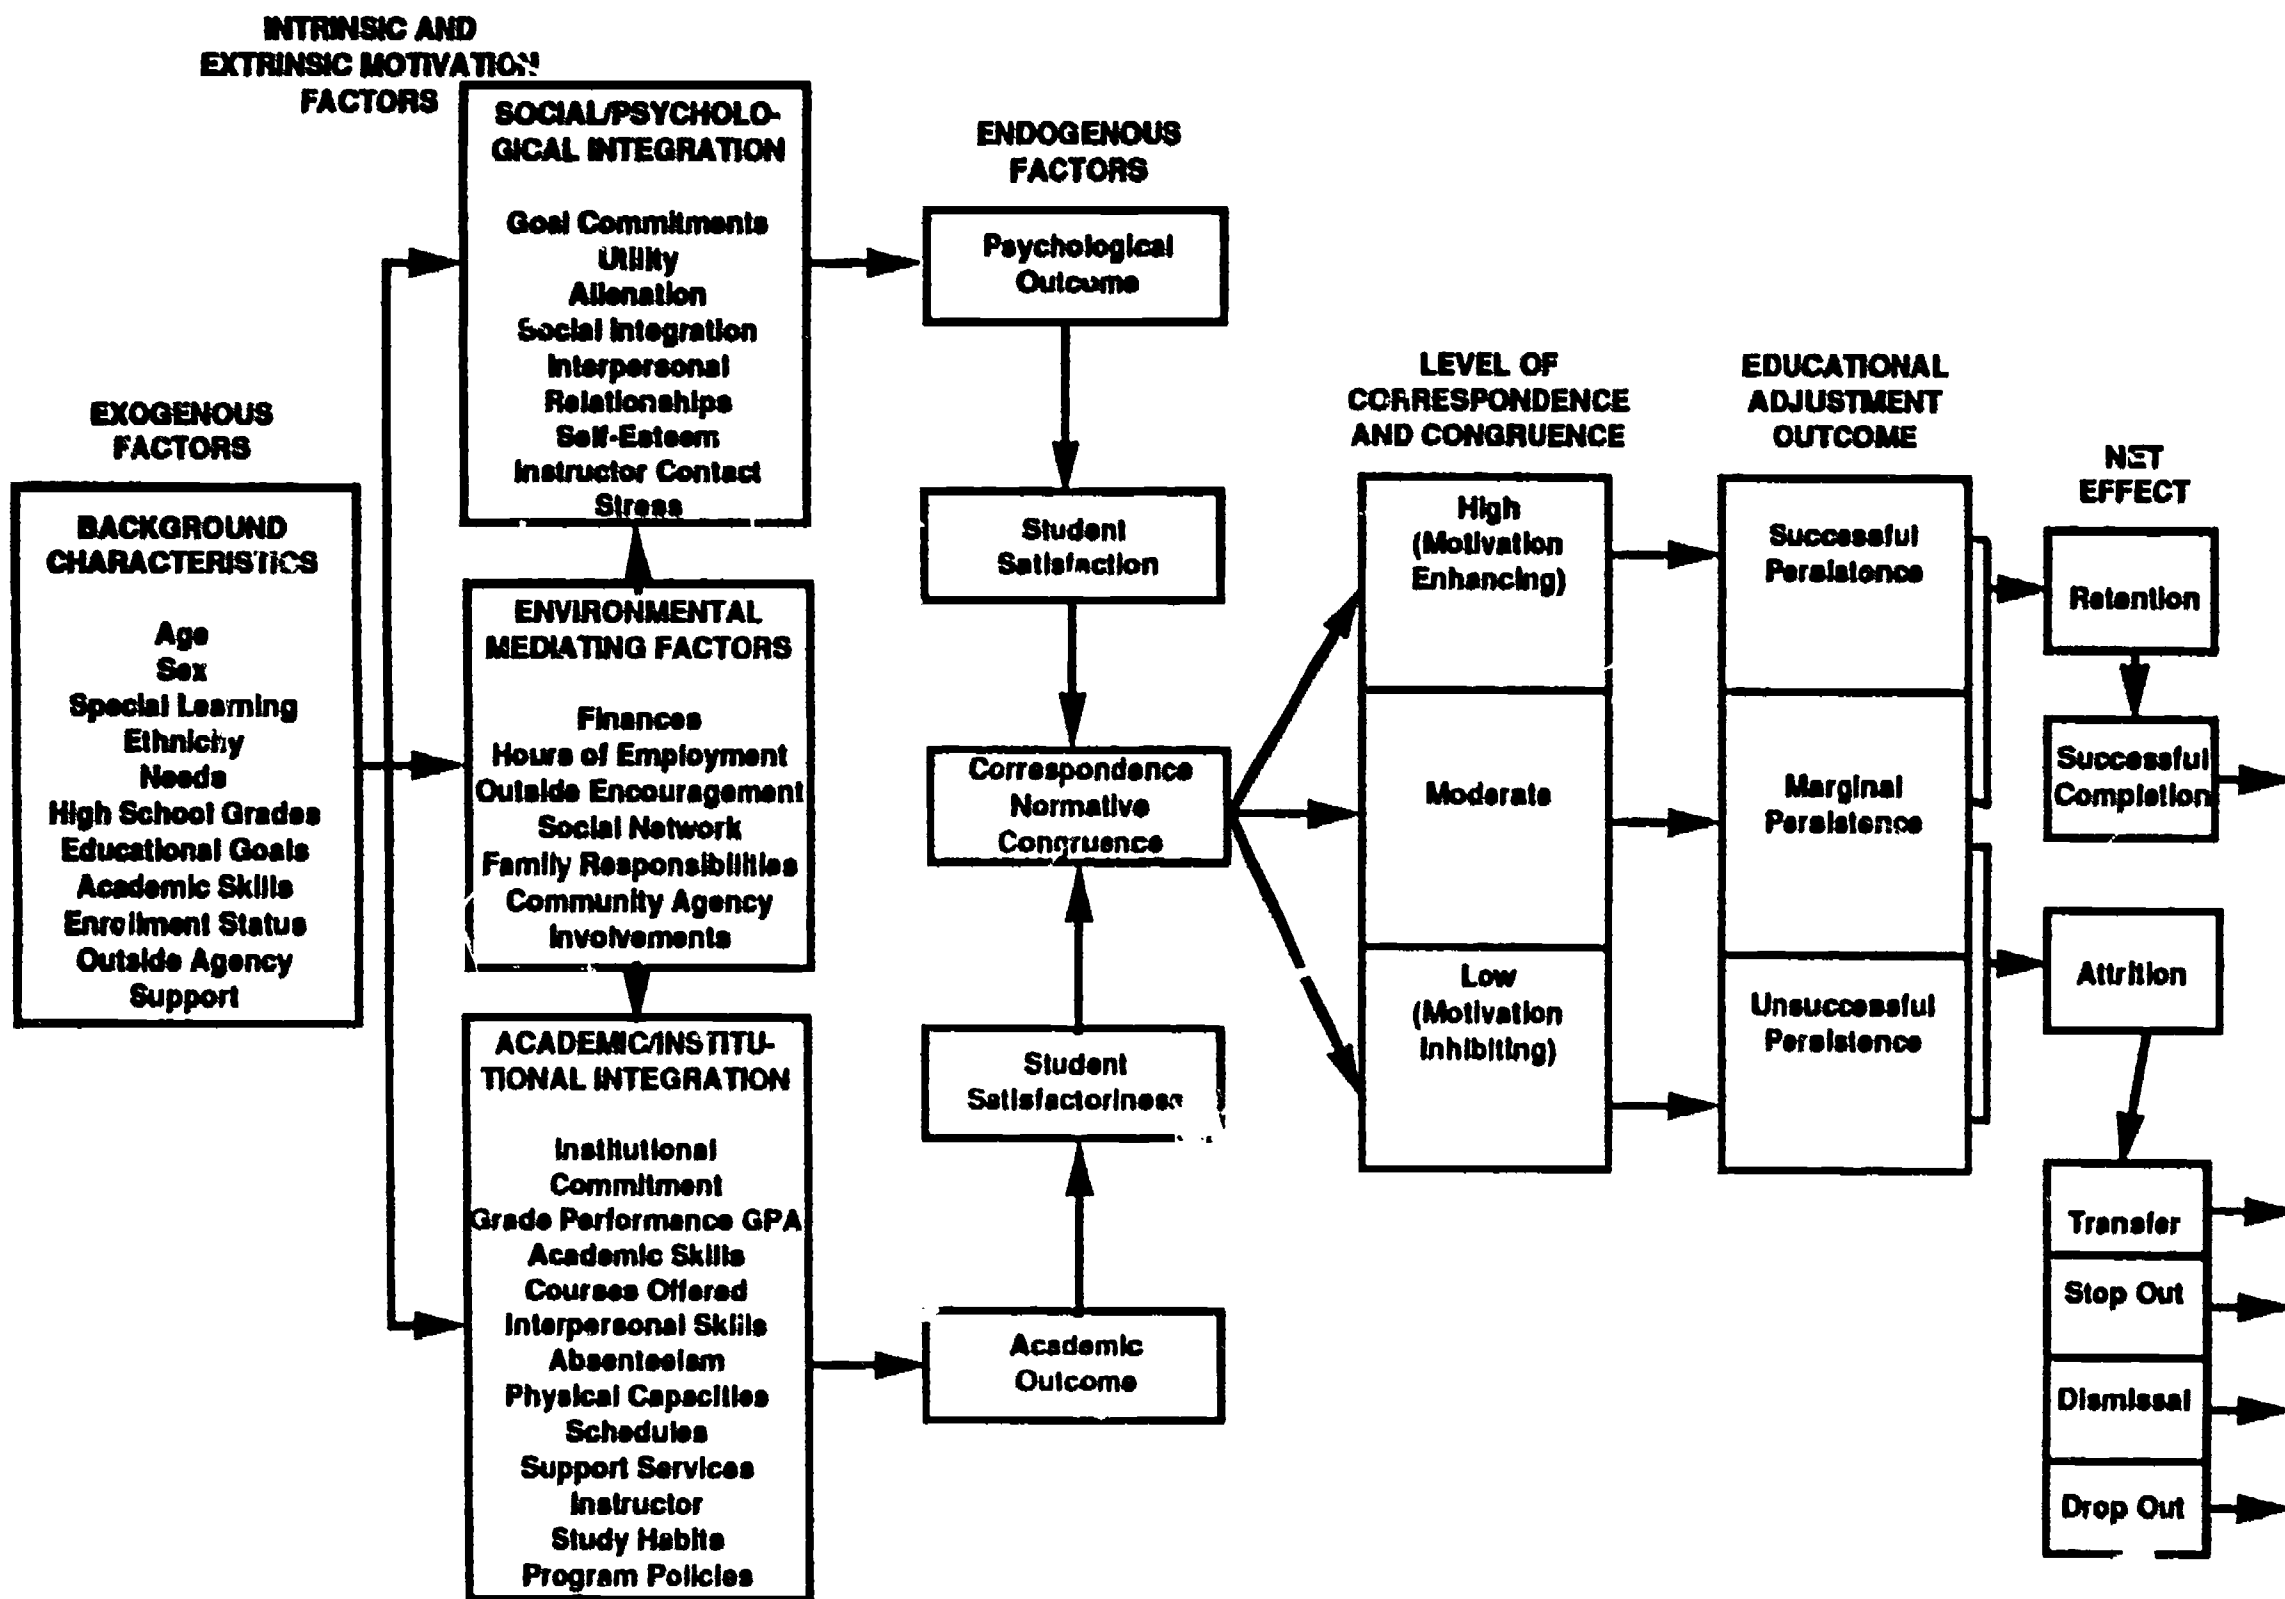 INTRINSIC AND
EXTRINSIC MOTIVATION
FACTORS
EXOGENOUS
FACTORS
BACKGROUND
CHARACTERISTICS
Age
Sex
Special Learning
Ethnichy
Needs
High School Grades
Educational Goals
Academic Skills
Enrollment Status
Outside Agency
Support
SOCIAL/PSYCHOLO-
GICAL INTEGRATION
Goal Commitments
Utility
Alienation
Social Integration
Interpersonal
Relationships
Self-Esteem
Instructor Contact
Stress
ENVIRONMENTAL
MEDIATING FACTORS
Finances
Hours of Employment
Outside Encouragement
Social Network
Family Responsibilities
Community Agency
Involvements
ACADEMIC/INSTITU-
TIONAL INTEGRATION
Institutional
Commitment
Grade Performance GPA
Academic Skills
Courses Offered
Interpersonal Skills
Absenteeism
Physical Capacities
Schedules
Support Services
Instructor
Study Habits
Program Policies
ENDOGENOUS
FACTORS
Psychological
Outcome
Student
Satisfaction
Correspondence
Normative
Congruence
Student
Satisfactoriness
Academic
Outcome
LEVEL OF
CORRESPONDENCE
AND CONGRUENCE
High
(Motivation
Enhancing)
Moderate
Low
(Motivation
Inhibiting)
EDUCATIONAL
ADJUSTMENT
OUTCOME
Successful
Persistence
Marginal
Persistence
Unsuccessful
Persistence
NET
EFFECT
Retention
Successful
Completion
Attrition
Transfer
Stop Out
Dismissal
Drop Out